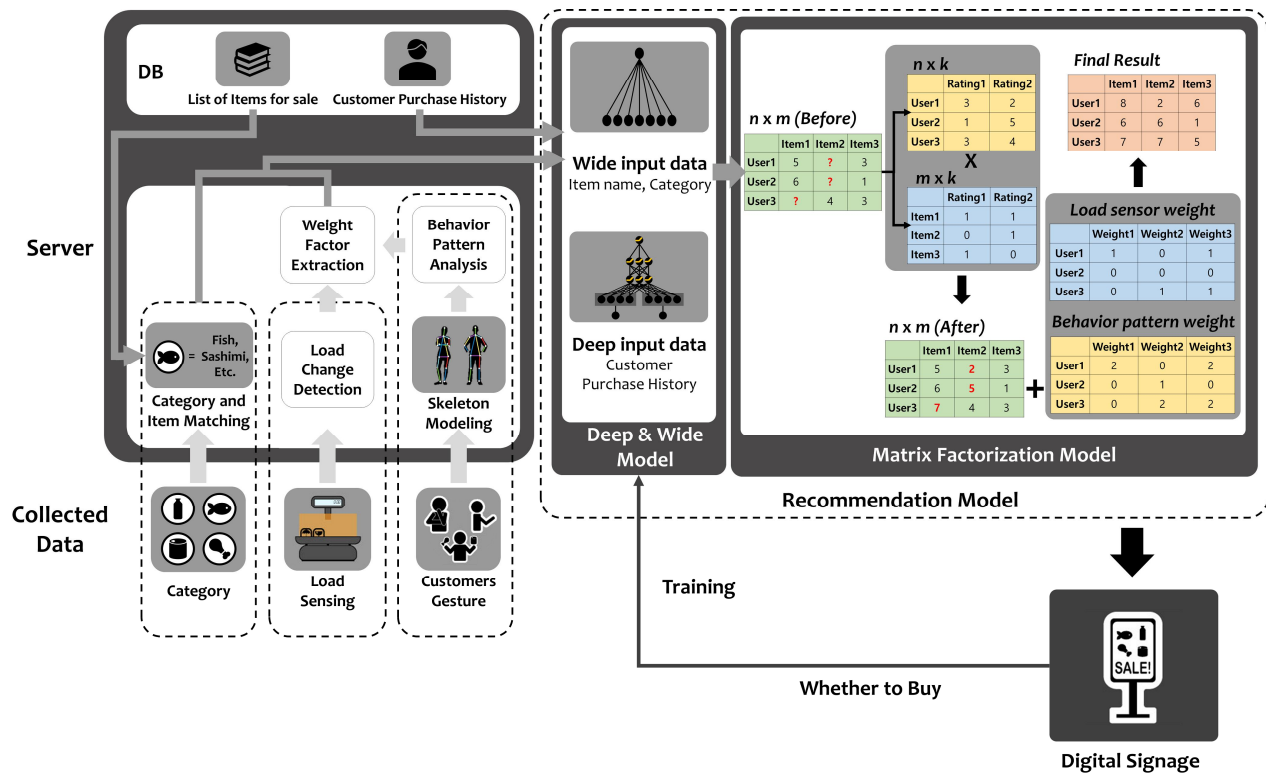 DB
List of Items for sale
Customer Purchase History
Server
Weight
Factor
Extraction
Behavior
Pattern
Analysis
= Fish,
Sashimi,
Etc.
Category and
Item Matching
Load
Change
Detection
Skeleton
Modeling
Collected
Data
Category
Load
Sensing
Customers
Gesture
Wide input data
Item name, Category
Deep input data
Customer
Purchase History
Deep & Wide
Model
n x m (Before)
Item1 Item2 Item3
User1 5 ? 3
User2 6 ? 1
User3 ? 4 3
n x k
Rating1 Rating2
User1 3 2
User2 1 5
User3 3 4
X
m x k
Rating1 Rating2
Item1 1 1
Item2 0 1
Item3 1 0
n x m (After)
Item1 Item2 Item3
User1 5 2 3
User2 6 5 1
User3 7 4 3
+
Final Result
Item1 Item2 Item3
User1 8 2 6
User2 6 6 1
User3 7 7 5
Load sensor weight
Weight1 Weight2 Weight3
User1 1 0 1
User2 0 0 0
User3 0 1 1
Behavior pattern weight
Weight1 Weight2 Weight3
User1 2 0 2
User2 0 1 0
User3 0 2 2
Matrix Factorization Model
Recommendation Model
Training
Whether to Buy
SALE!
Digital Signage